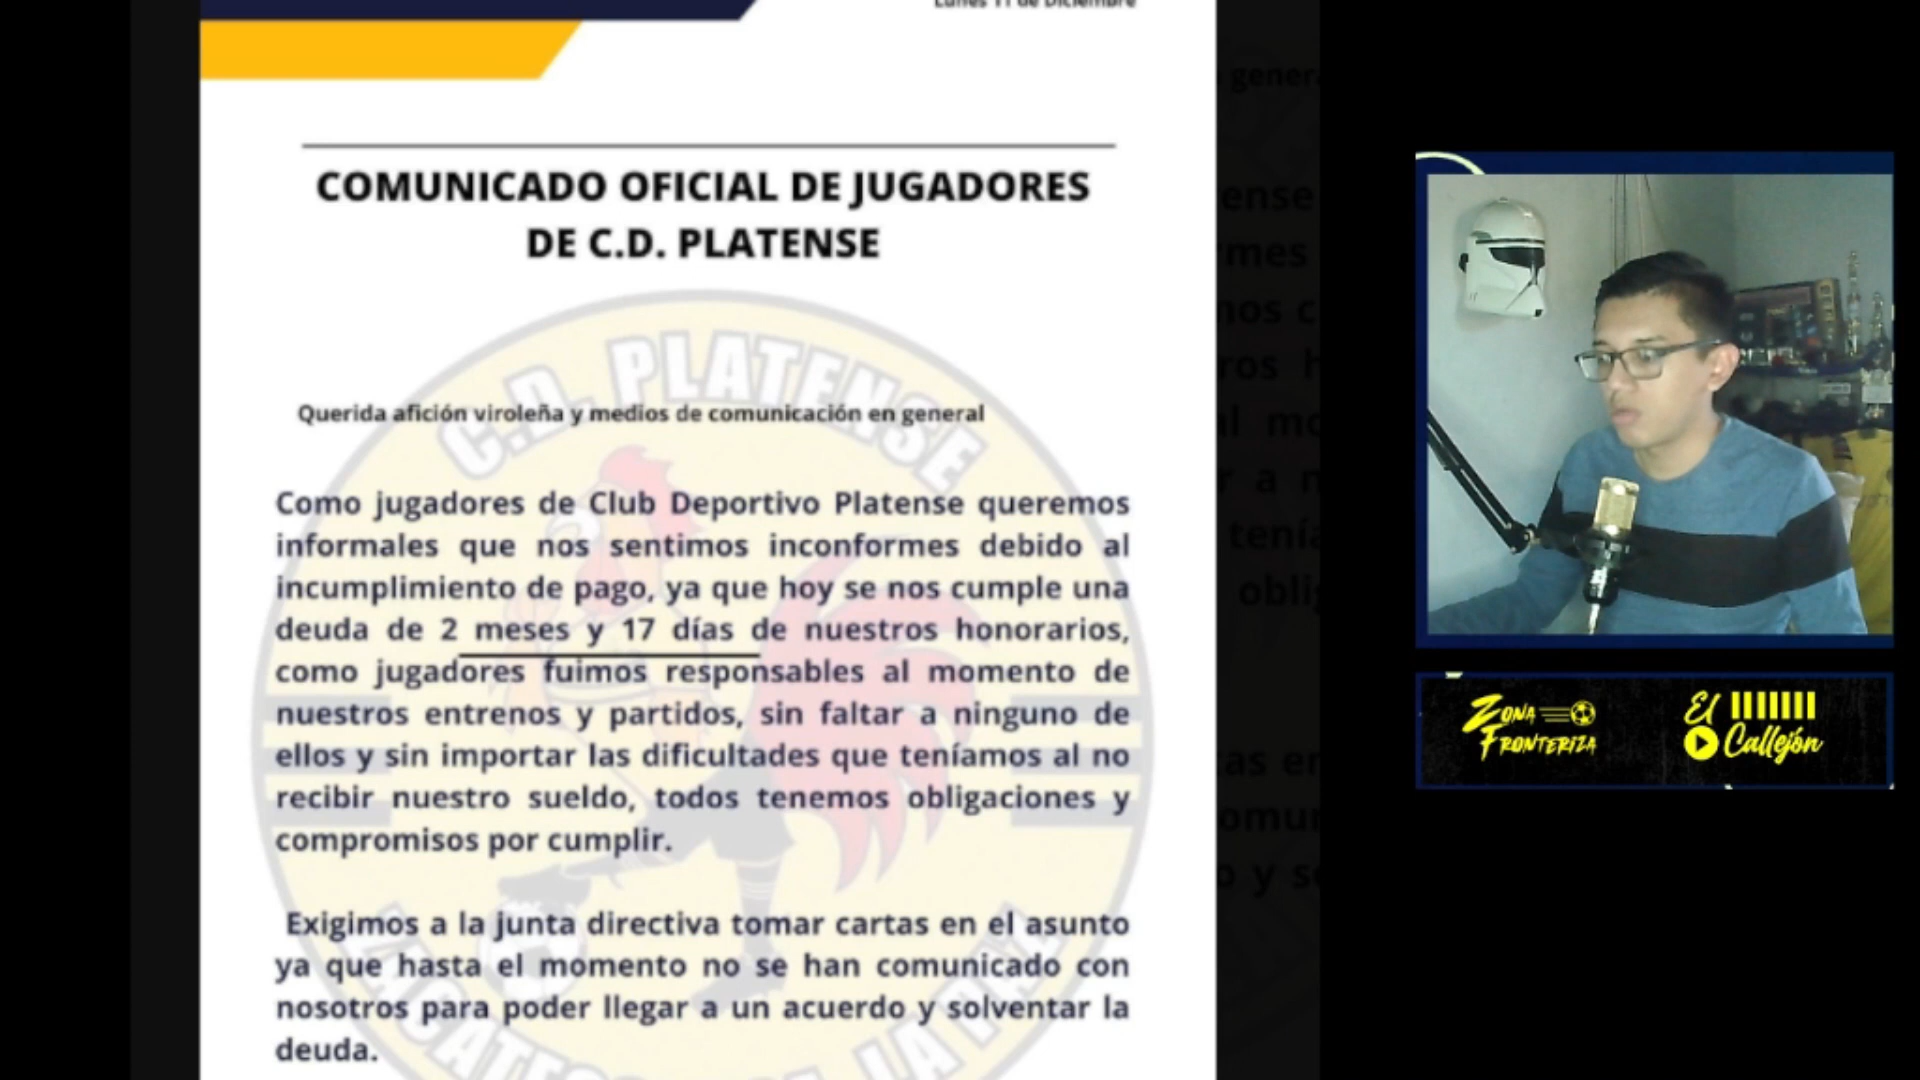 Lunes 11 de Diciembre
COMUNICADO OFICIAL DE JUGADORES
DE C.D. PLATENSE
C.D. PLATENSE
Querida afición viroleña y medios de comunicación en general
Como jugadores de Club Deportivo Platense queremos
informales que nos sentimos inconformes debido al
incumplimiento de pago, ya que hoy se nos cumple una
deuda de 2 meses y 17 días de nuestros honorarios,
como jugadores fuimos responsables al momento de
nuestros entrenos y partidos, sin faltar a ninguno de
ellos y sin importar las dificultades que teníamos al no
recibir nuestro sueldo, todos tenemos obligaciones y
compromisos por cumplir.
Exigimos a la junta directiva tomar cartas en el asunto
ya que hasta el momento no se han comunicado con
nosotros para poder llegar a un acuerdo y solventar la
deuda.
ZONA
FRONTERIZA
El
Callejón